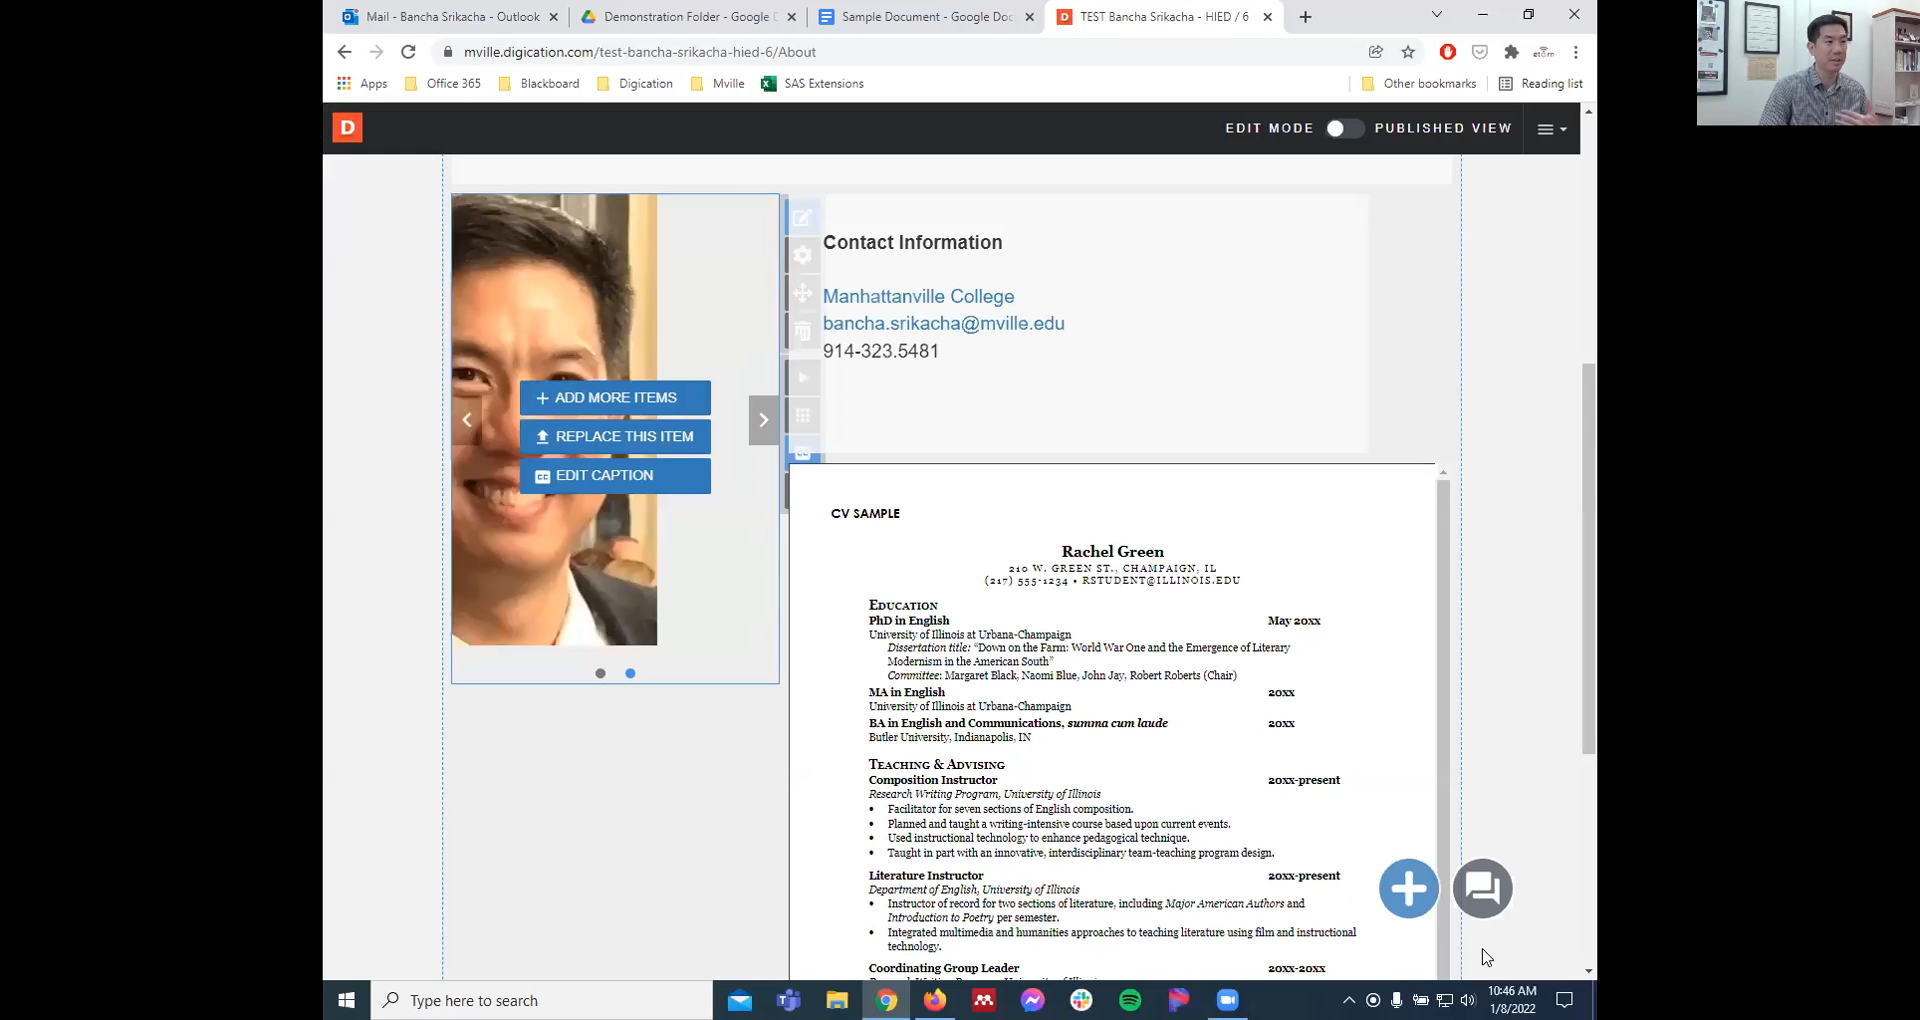 Mail - Bancha Srikacha - Outlook
Demonstration Folder - Google D
Sample Document - Google Doc
TEST Bancha Srikacha - HIED / 6
mville.digication.com/test-bancha-srikacha-hied-6/About
Apps
Office 365
Blackboard
Digication
Mville
SAS Extensions
Other bookmarks
Reading list
D
EDIT MODE
PUBLISHED VIEW
ADD MORE ITEMS
REPLACE THIS ITEM
EDIT CAPTION
Contact Information
Manhattanville College
bancha.srikacha@mville.edu
914-323.5481
CV SAMPLE
Rachel Green
210 W. GREEN ST., CHAMPAIGN, IL
(217) 555-1234 • RSTUDENT@ILLINOIS.EDU
EDUCATION
PhD in English May 20xx
University of Illinois at Urbana-Champaign
Dissertation title: “Down on the Farm: World War One and the Emergence of Literary
Modernism in the American South”
Committee: Margaret Black, Naomi Blue, John Jay, Robert Roberts (Chair)
MA in English 20xx
University of Illinois at Urbana-Champaign
BA in English and Communications, summa cum laude 20xx
Butler University, Indianapolis, IN
TEACHING & ADVISING
Composition Instructor 20xx-present
Research Writing Program, University of Illinois
• Facilitator for seven sections of English composition.
• Planned and taught a writing-intensive course based upon current events.
• Used instructional technology to enhance pedagogical technique.
• Taught in part with an innovative, interdisciplinary team-teaching program design.
Literature Instructor 20xx-present
Department of English, University of Illinois
• Instructor of record for two sections of literature, including Major American Authors and
Introduction to Poetry per semester.
• Integrated multimedia and humanities approaches to teaching literature using film and instructional
technology.
Coordinating Group Leader 20xx-20xx
Type here to search
10:46 AM
1/8/2022